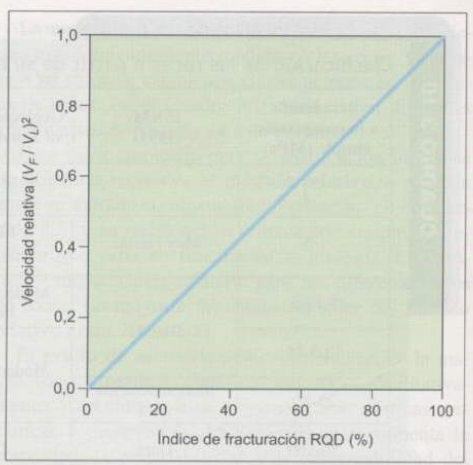 1,0
0,8
0,6
0,4
0,2
0,0
Velocidad relativa (V_F / V_L)²
0 20 40 60 80 100
Índice de fracturación RQD (%)